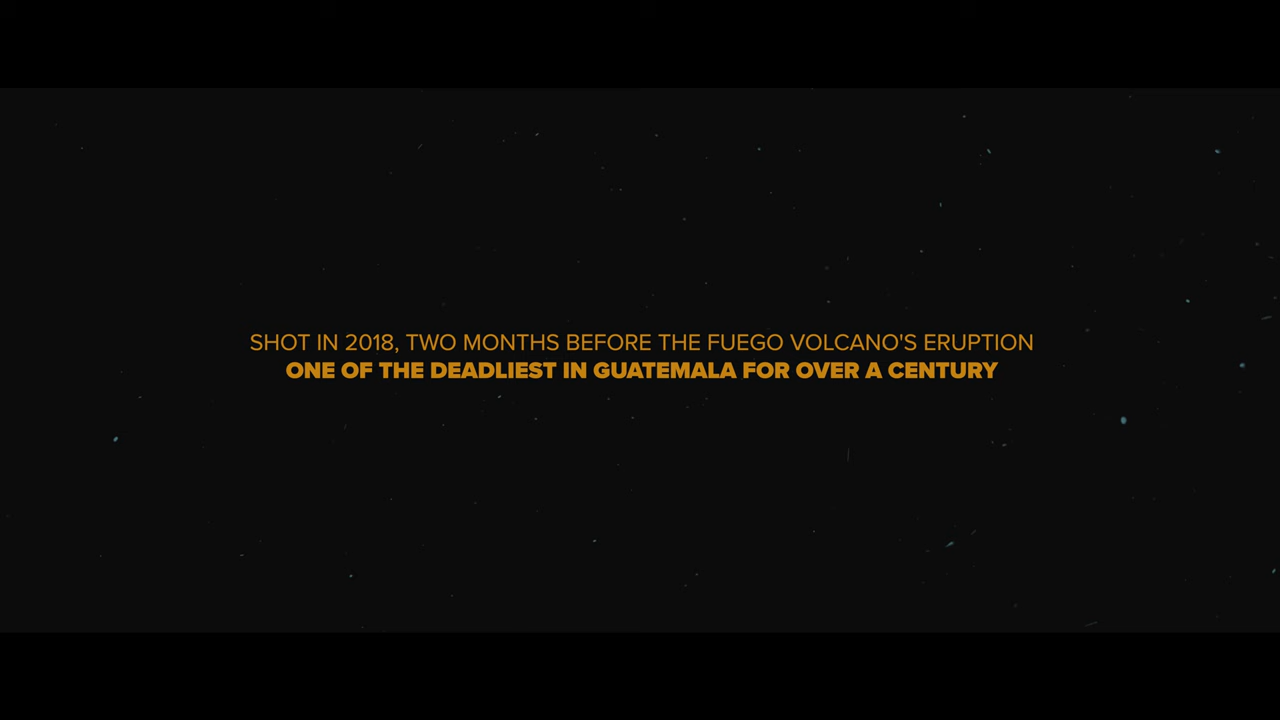 SHOT IN 2018, TWO MONTHS BEFORE THE FUEGO VOLCANO'S ERUPTION
ONE OF THE DEADLIEST IN GUATEMALA FOR OVER A CENTURY